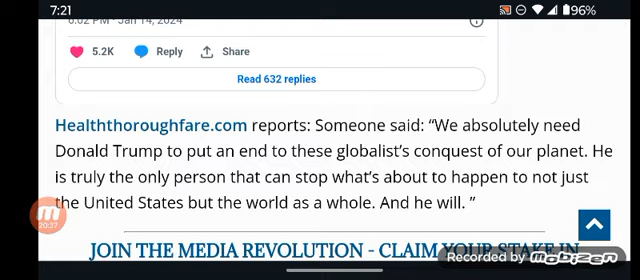 7:21
96%
6:02 PM · Jan 14, 2024
5.2K Reply Share
Read 632 replies
Healththoroughfare.com reports: Someone said: “We absolutely need
Donald Trump to put an end to these globalist’s conquest of our planet. He
is truly the only person that can stop what’s about to happen to not just
the United States but the world as a whole. And he will. ”
20:37
JOIN THE MEDIA REVOLUTION - CLAIM YOUR STAKE IN
Recorded by mobizen